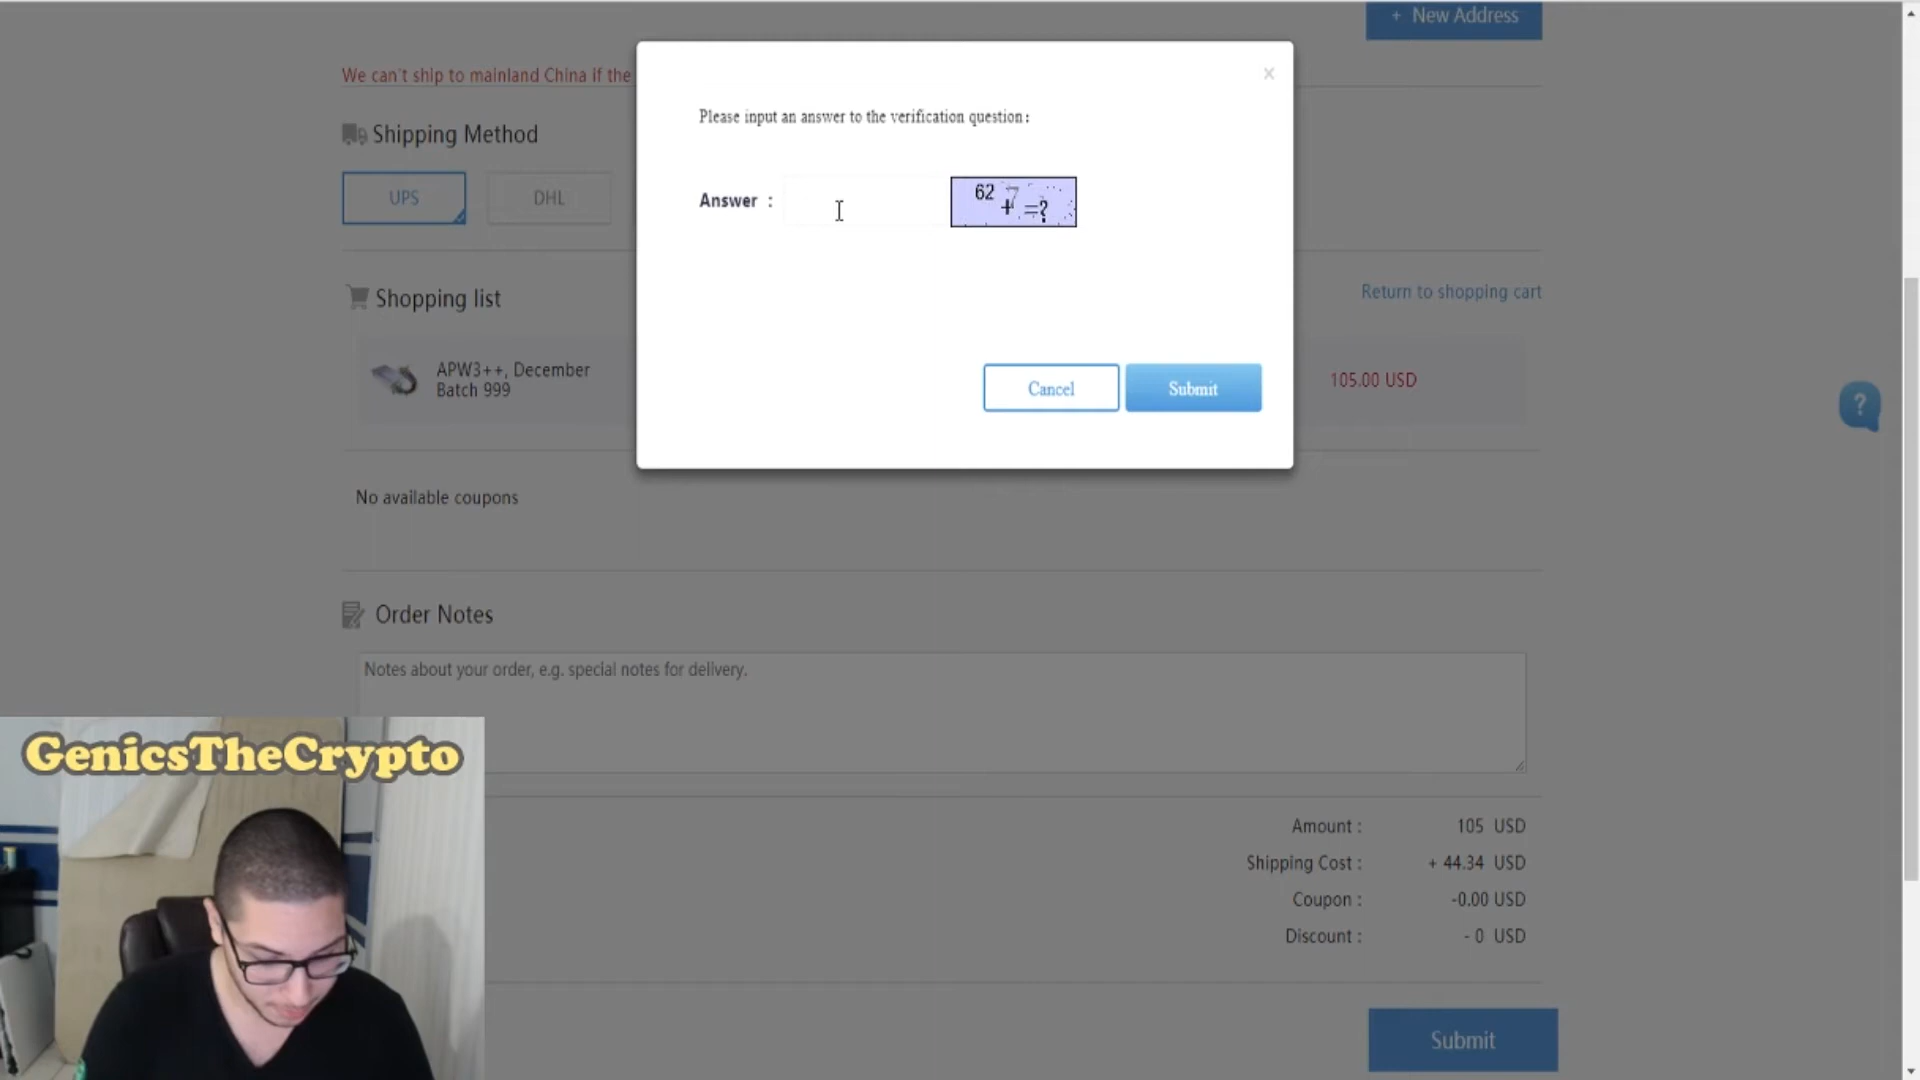 + New Address
We can't ship to mainland China if the
Please input an answer to the verification question:
Shipping Method
UPS
DHL
Answer :
62 + 7 =?
Shopping list
Return to shopping cart
APW3++, December
Batch 999
105.00 USD
Cancel
Submit
?
No available coupons
Order Notes
Notes about your order, e.g. special notes for delivery.
GenicsTheCrypto
Amount : 105 USD
Shipping Cost : + 44.34 USD
Coupon : -0.00 USD
Discount : - 0 USD
Submit